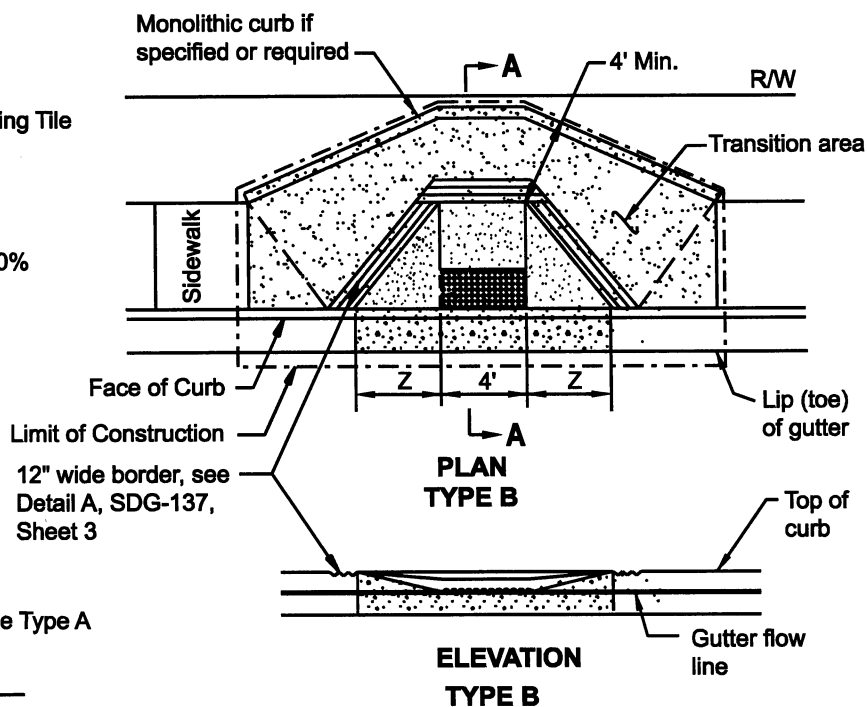 Monolithic curb if
specified or required
A
4' Min.
R/W
ing Tile
Transition area
Sidewalk
0%
Face of Curb
Z
4'
Z
Lip (toe)
of gutter
Limit of Construction
A
12" wide border, see
Detail A, SDG-137,
Sheet 3
PLAN
TYPE B
Top of
curb
e Type A
Gutter flow
line
ELEVATION
TYPE B